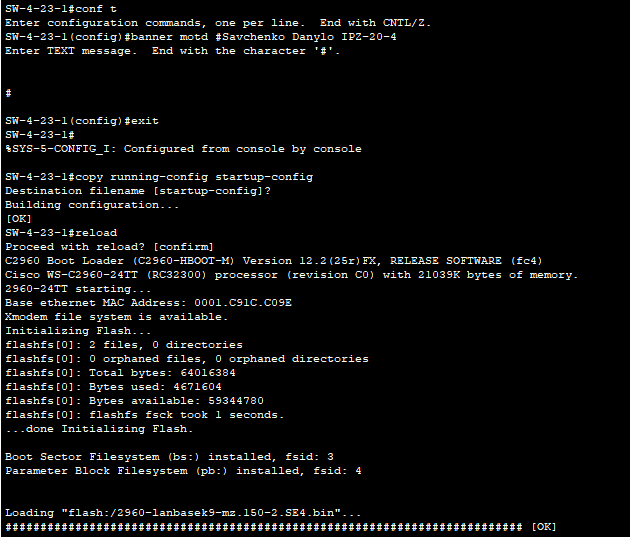 SW-4-23-1#conf t
Enter configuration commands, one per line.  End with CNTL/Z.
SW-4-23-1(config)#banner motd #Savchenko Danylo IPZ-20-4
Enter TEXT message.  End with the character '#'.
#
SW-4-23-1(config)#exit
SW-4-23-1#
%SYS-5-CONFIG_I: Configured from console by console
SW-4-23-1#copy running-config startup-config
Destination filename [startup-config]?
Building configuration...
[OK]
SW-4-23-1#reload
Proceed with reload? [confirm]
C2960 Boot Loader (C2960-HBOOT-M) Version 12.2(25r)FX, RELEASE SOFTWARE (fc4)
Cisco WS-C2960-24TT (RC32300) processor (revision C0) with 21039K bytes of memory.
2960-24TT starting...
Base ethernet MAC Address: 0001.C91C.C09E
Xmodem file system is available.
Initializing Flash...
flashfs[0]: 2 files, 0 directories
flashfs[0]: 0 orphaned files, 0 orphaned directories
flashfs[0]: Total bytes: 64016384
flashfs[0]: Bytes used: 4671604
flashfs[0]: Bytes available: 59344780
flashfs[0]: flashfs fsck took 1 seconds.
...done Initializing Flash.
Boot Sector Filesystem (bs:) installed, fsid: 3
Parameter Block Filesystem (pb:) installed, fsid: 4
Loading "flash:/2960-lanbasek9-mz.150-2.SE4.bin"...
########################################################################## [OK]